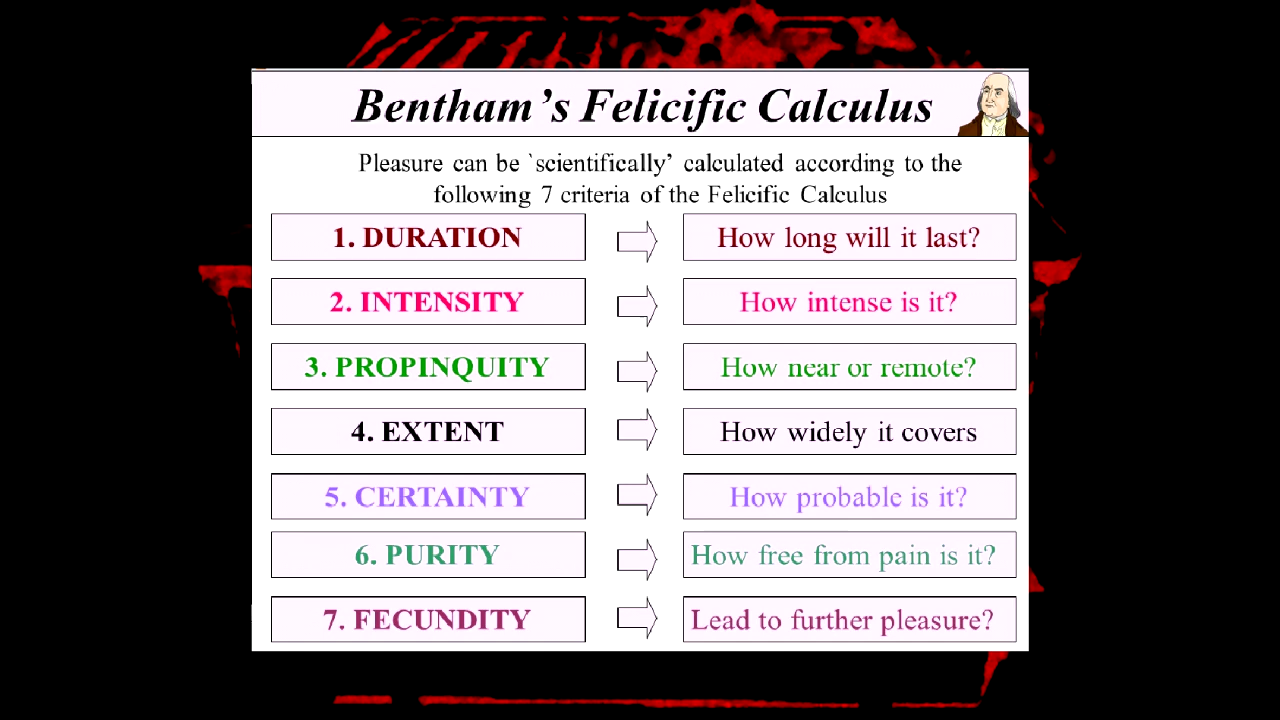 Bentham's Felicific Calculus
Pleasure can be `scientifically' calculated according to the
following 7 criteria of the Felicific Calculus
1. DURATION
How long will it last?
2. INTENSITY
How intense is it?
3. PROPINQUITY
How near or remote?
4. EXTENT
How widely it covers
5. CERTAINTY
How probable is it?
6. PURITY
How free from pain is it?
7. FECUNDITY
Lead to further pleasure?